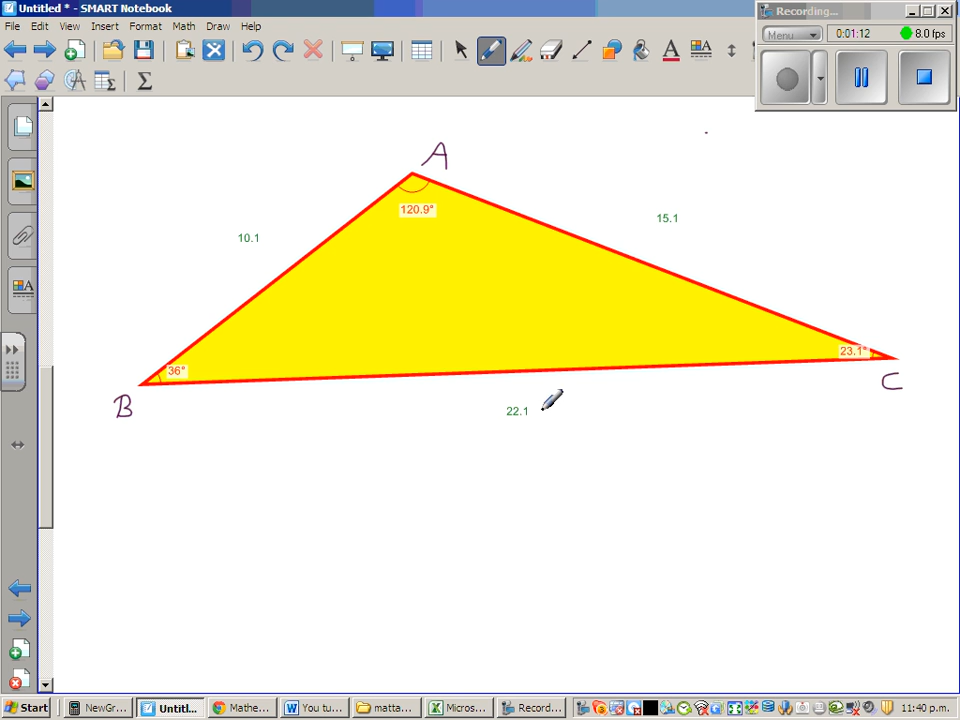 Untitled * - SMART Notebook
Recording...
File Edit View Insert Format Tools Math Draw Help
Menu
0:01:12
8.0 fps
A
A
Σ
A
120.9°
10.1
15.1
36°
23.1°
B
C
22.1
Start
NewGr...
Untitl...
Mathe...
You tu...
matta...
Micros...
Record...
11:40 p.m.